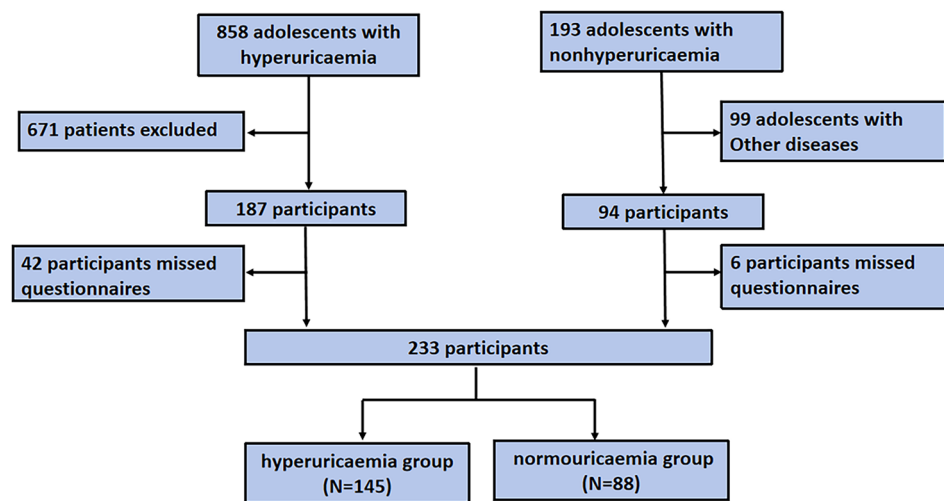 858 adolescents with
hyperuricaemia
193 adolescents with
nonhyperuricaemia
671 patients excluded
99 adolescents with
Other diseases
187 participants
94 participants
42 participants missed
questionnaires
6 participants missed
questionnaires
233 participants
hyperuricaemia group
(N=145)
normouricaemia group
(N=88)